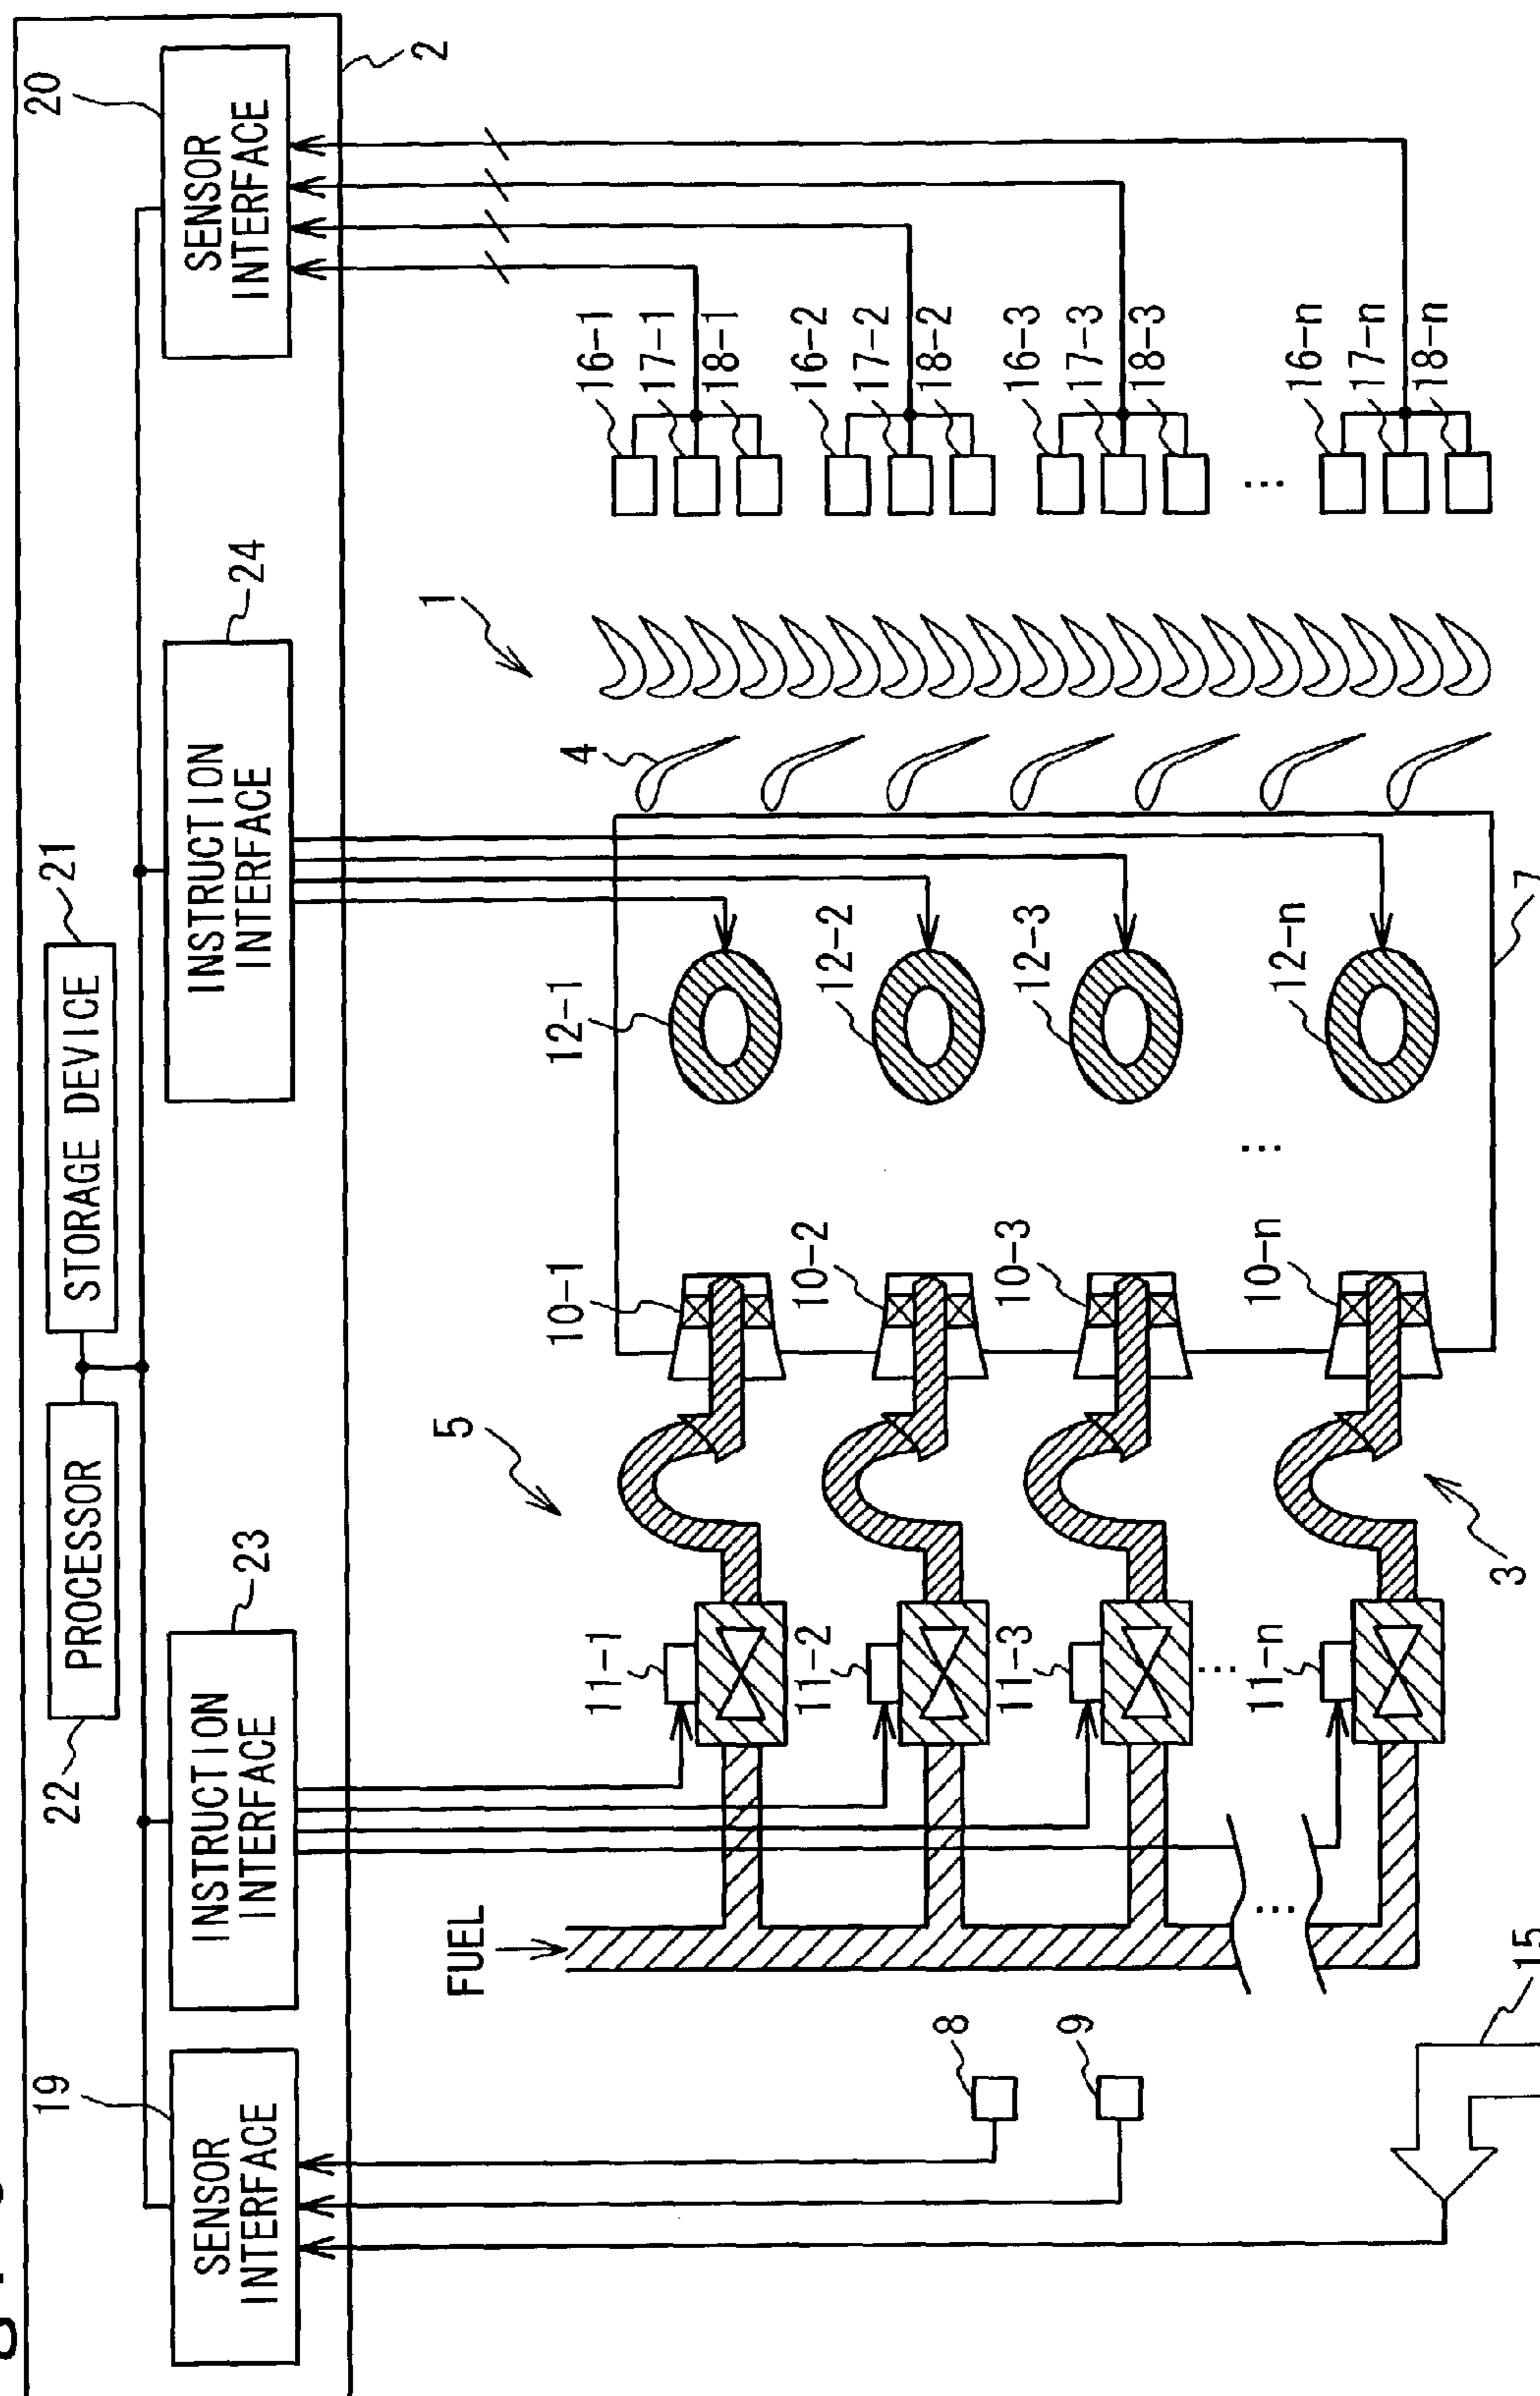 2
20
SENSOR
INTERFACE
24
INSTRUCTION
INTERFACE
21
STORAGE DEVICE
22
PROCESSOR
23
INSTRUCTION
INTERFACE
19
SENSOR
INTERFACE
16-1
17-1
18-1
16-2
17-2
18-2
16-3
17-3
18-3
...
16-n
17-n
18-n
1
4
12-1
12-2
12-3
12-n
7
...
10-1
10-2
10-3
10-n
5
3
11-1
11-2
11-3
...
11-n
FUEL
...
8
9
15